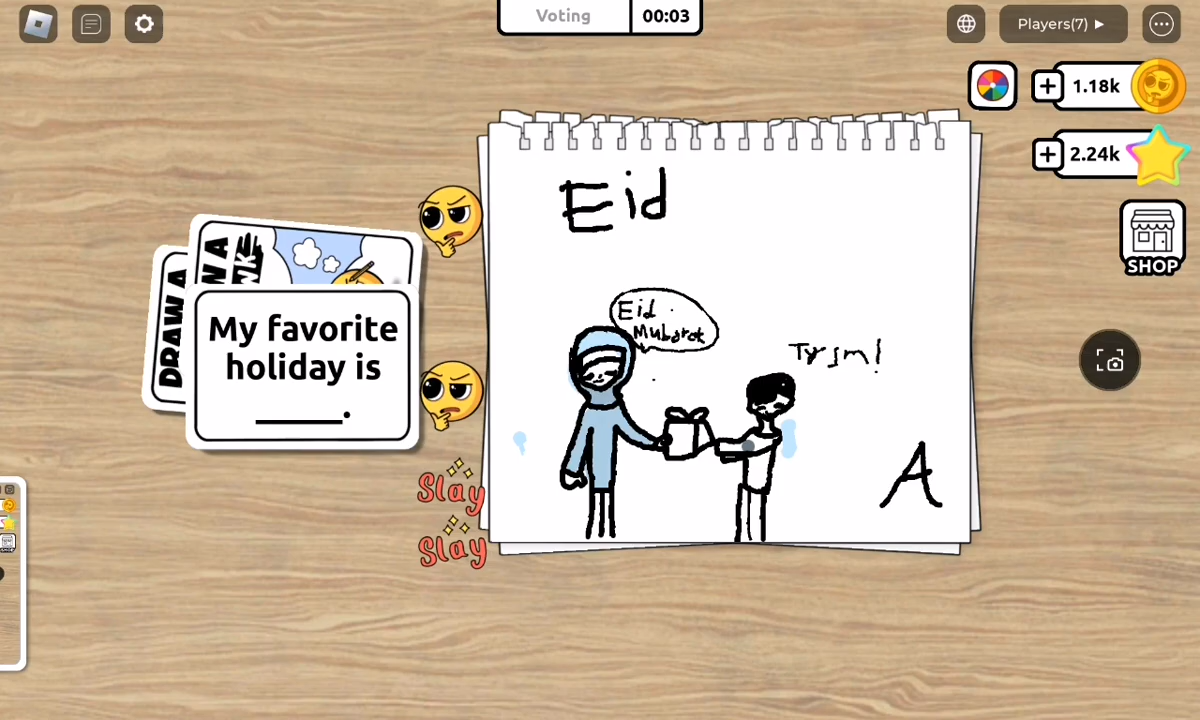 Voting
00:03
Players(7)
1.18k
2.24k
SHOP
DRAW A
W A
My favorite
holiday is
______.
Eid
Eid
Mubarak
Tysm!
A
Slay
Slay